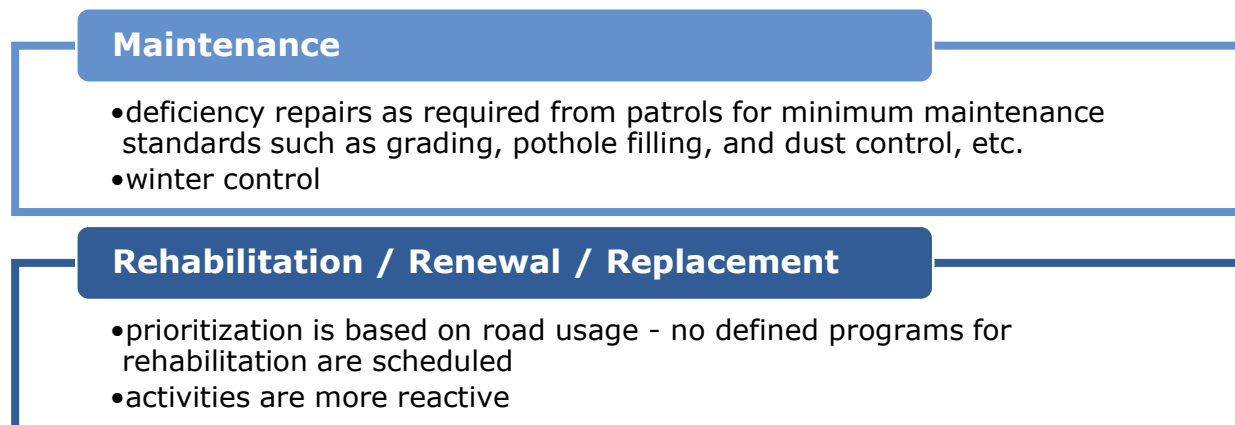 Maintenance
•deficiency repairs as required from patrols for minimum maintenance
standards such as grading, pothole filling, and dust control, etc.
•winter control
Rehabilitation / Renewal / Replacement
•prioritization is based on road usage - no defined programs for
rehabilitation are scheduled
•activities are more reactive